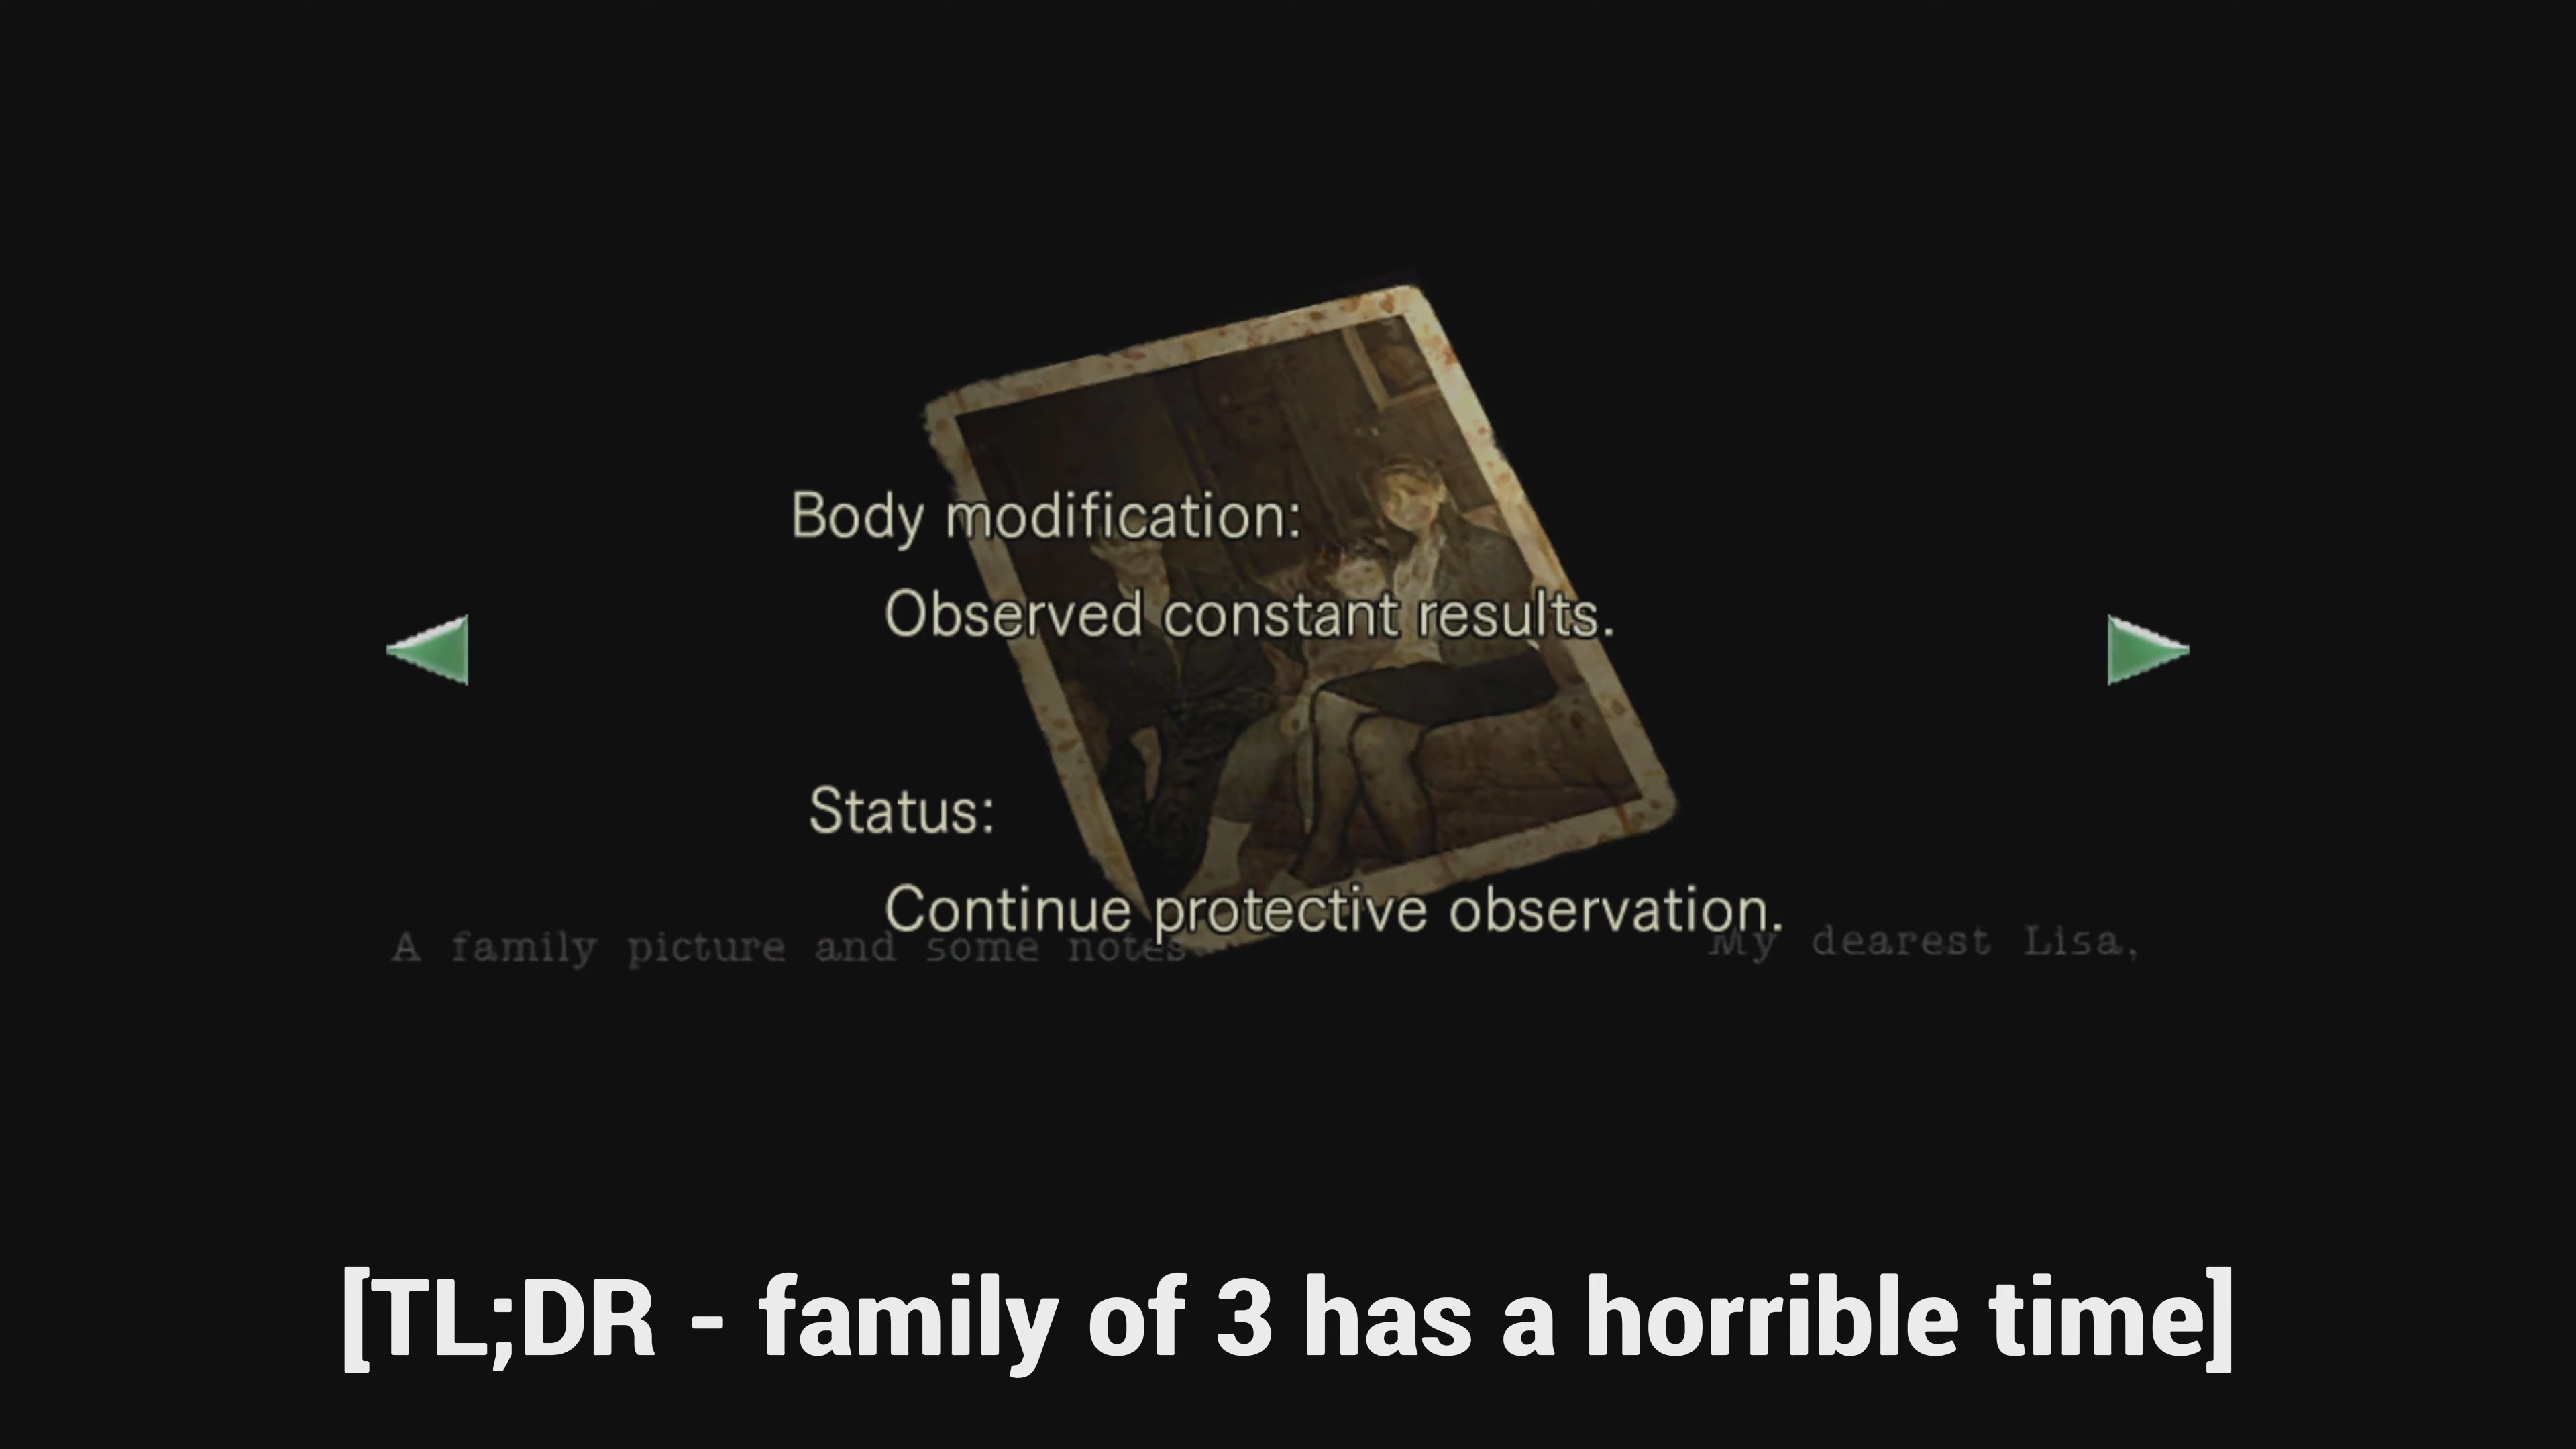 Body modification:
Observed constant results.
Status:
Continue protective observation.
A family picture and some notes
My dearest Lisa,
[TL;DR - family of 3 has a horrible time]